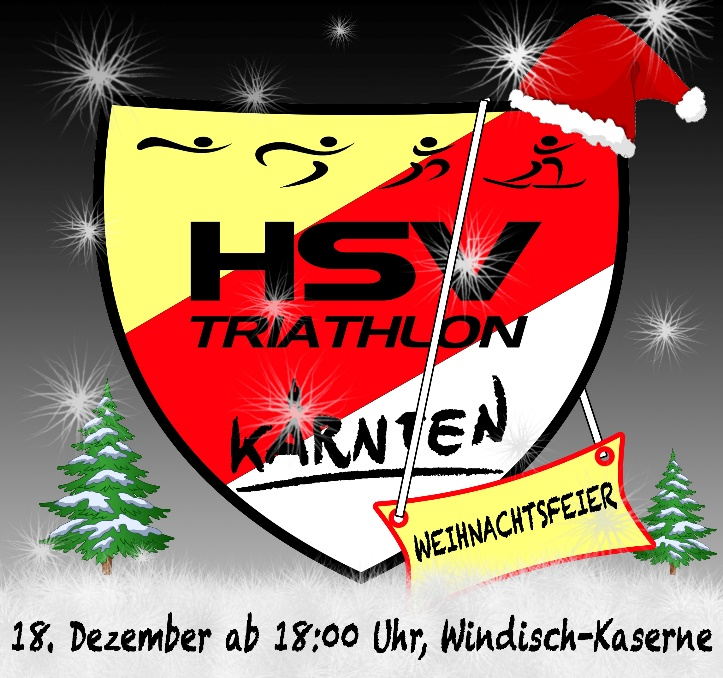 HSV
TRIATHLON
KÄRNTEN
WEIHNACHTSFEIER
18. Dezember ab 18:00 Uhr, Windisch-Kaserne